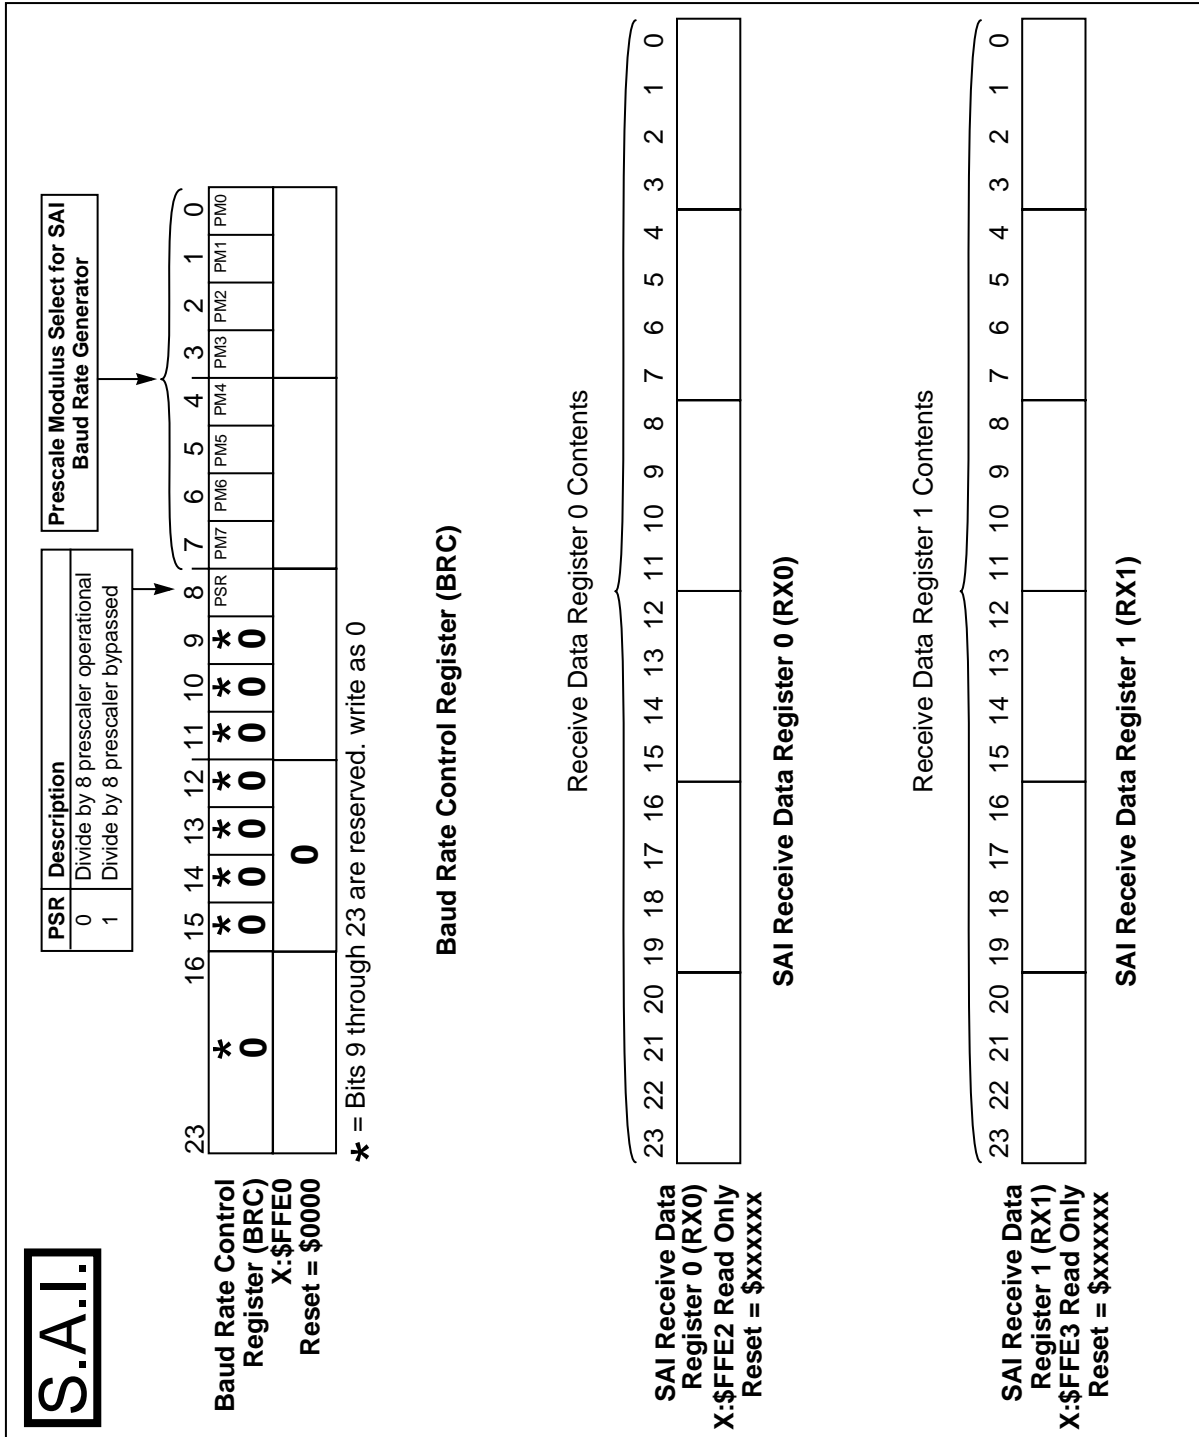 S.A.I.
PSR Description
0 Divide by 8 prescaler operational
1 Divide by 8 prescaler bypassed
Prescale Modulus Select for SAI
Baud Rate Generator
23 16 15 14 13 12 11 10 9 8 7 6 5 4 3 2 1 0
Baud Rate Control
Register (BRC)
X:$FFE0
Reset = $0000
* * * * * * * * PSR PM7 PM6 PM5 PM4 PM3 PM2 PM1 PM0
0 0 0 0 0 0 0 0
0
* = Bits 9 through 23 are reserved. write as 0
Baud Rate Control Register (BRC)
Receive Data Register 0 Contents
23 22 21 20 19 18 17 16 15 14 13 12 11 10 9 8 7 6 5 4 3 2 1 0
SAI Receive Data
Register 0 (RX0)
X:$FFE2 Read Only
Reset = $xxxxxx
SAI Receive Data Register 0 (RX0)
Receive Data Register 1 Contents
23 22 21 20 19 18 17 16 15 14 13 12 11 10 9 8 7 6 5 4 3 2 1 0
SAI Receive Data
Register 1 (RX1)
X:$FFE3 Read Only
Reset = $xxxxxx
SAI Receive Data Register 1 (RX1)